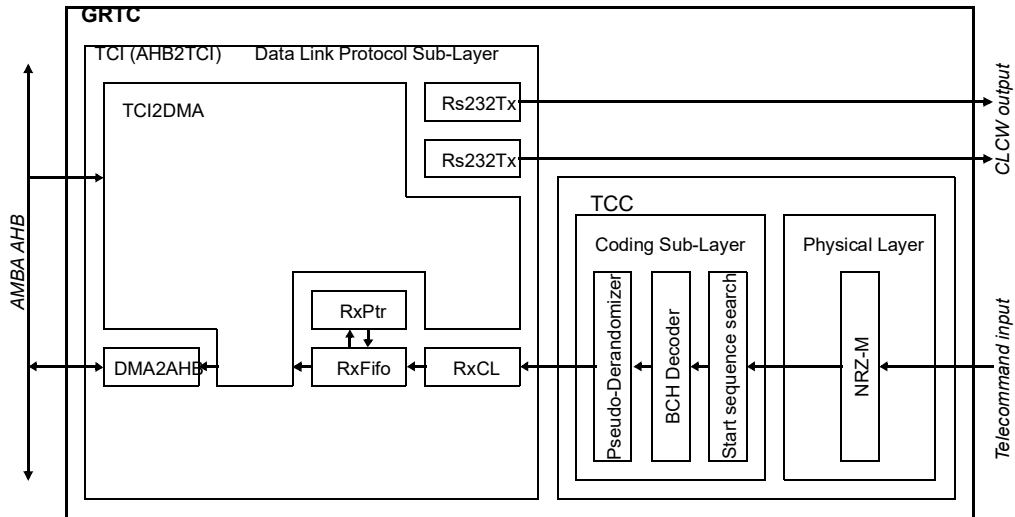 GRTC
TCI (AHB2TCI) Data Link Protocol Sub-Layer
TCI2DMA
Rs232Tx
Rs232Tx
CLCW output
AMBA AHB
TCC
Coding Sub-Layer
Physical Layer
RxPtr
DMA2AHB
RxFifo
RxCL
Pseudo-Derandomizer
BCH Decoder
Start sequence search
NRZ-M
Telecommand input